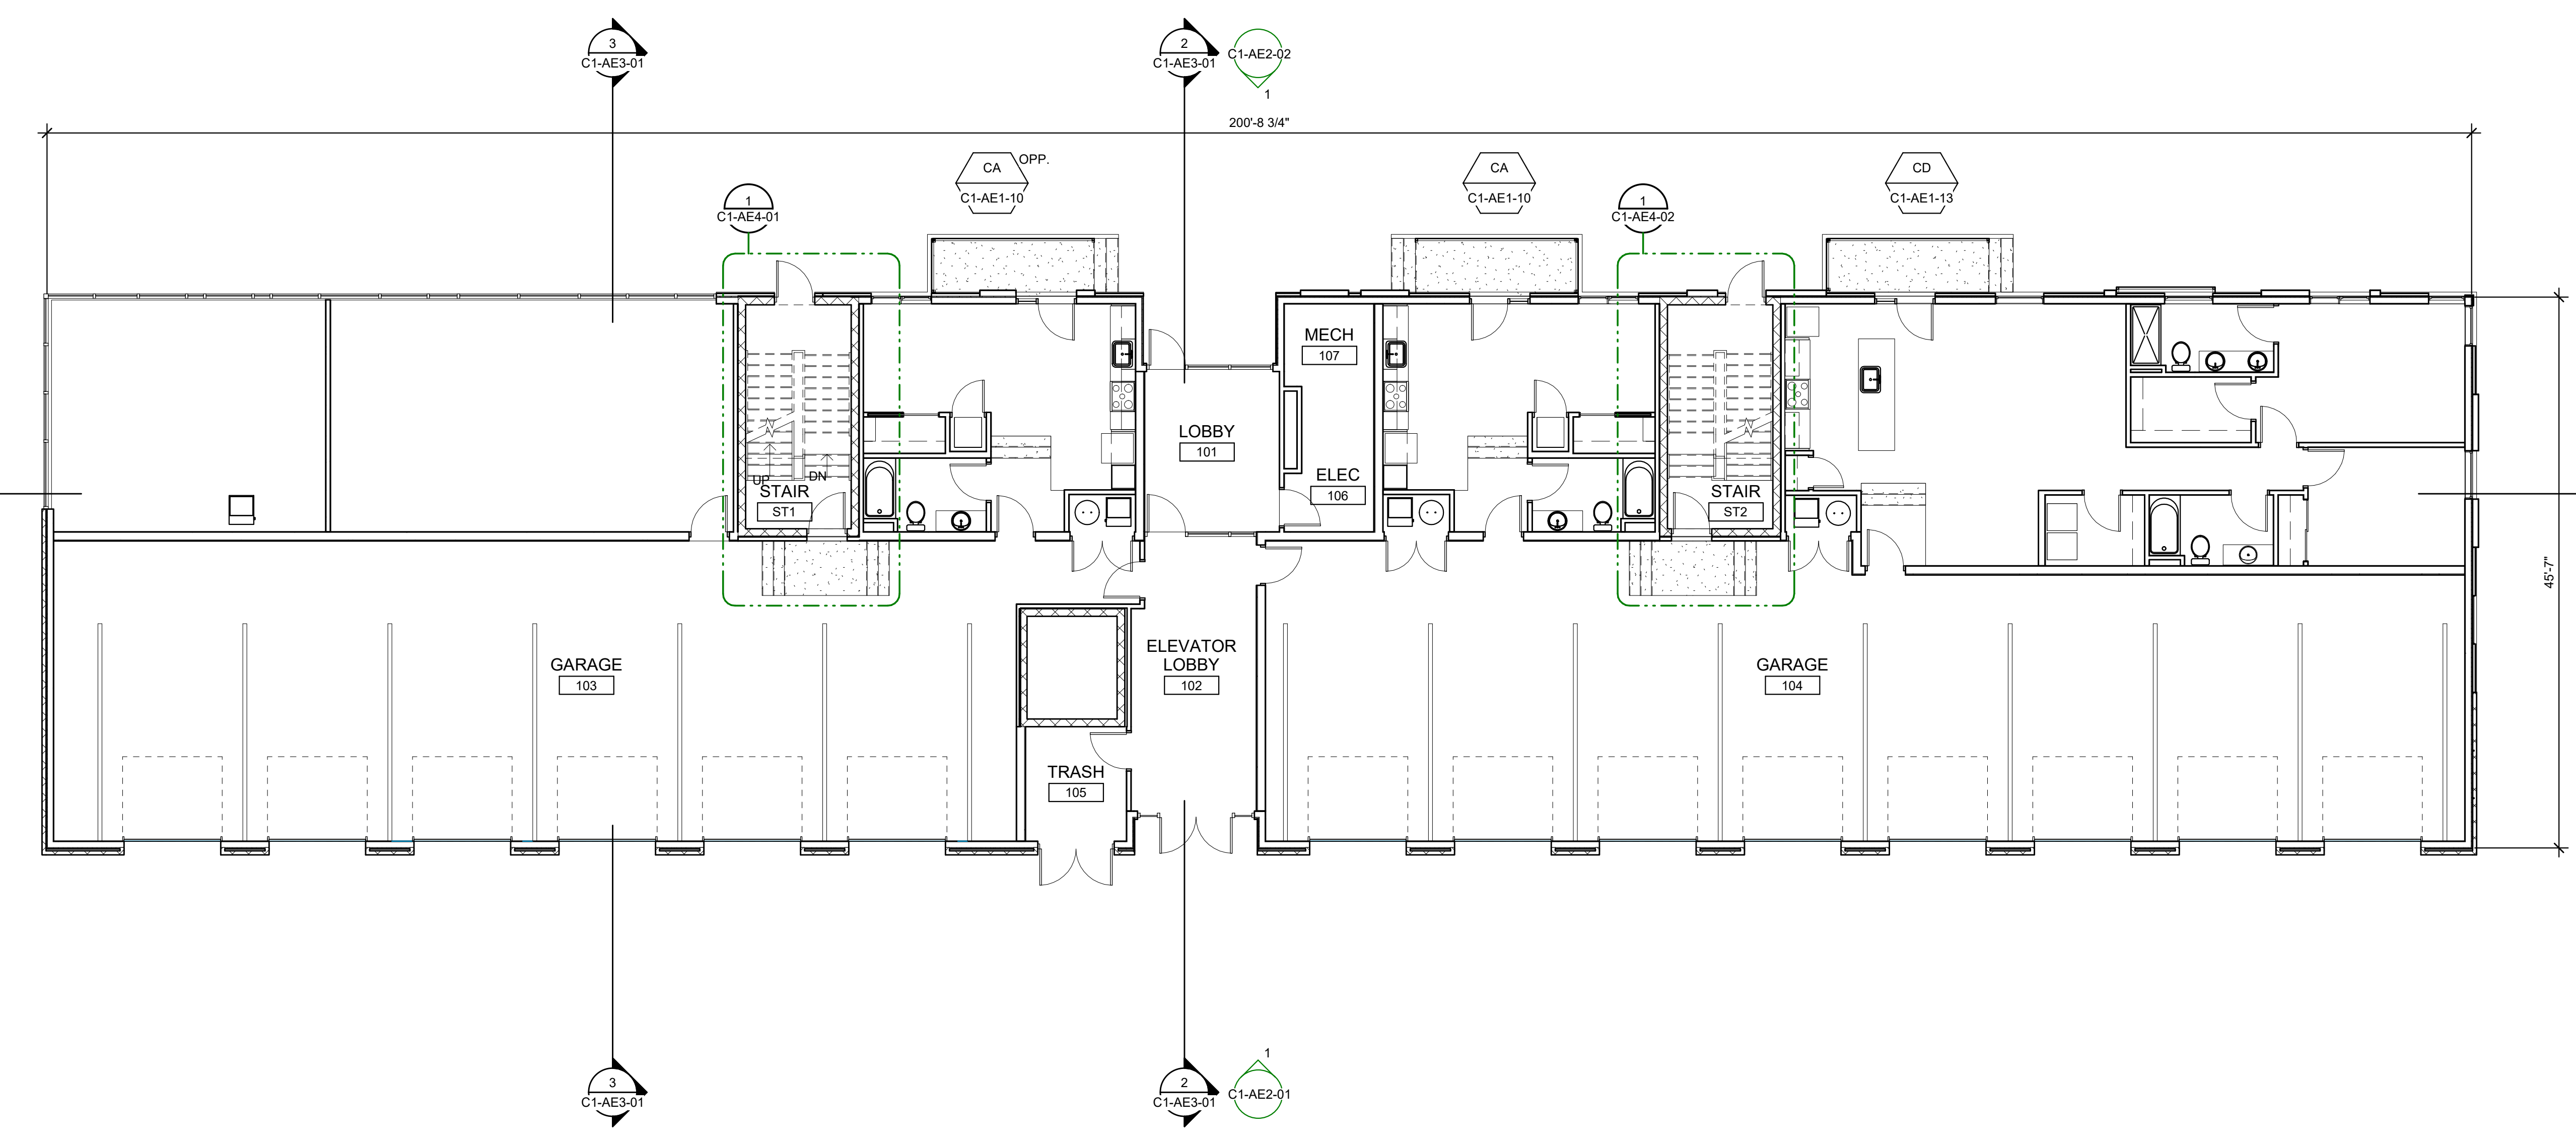 3
C1-AE3-01
2
C1-AE3-01
C1-AE2-02
1
200'-8 3/4"
CA
OPP.
C1-AE1-10
CA
C1-AE1-10
CD
C1-AE1-13
1
C1-AE4-01
1
C1-AE4-02
MECH
107
LOBBY
101
ELEC
106
UP
DN
STAIR
ST1
STAIR
ST2
45'-7"
GARAGE
103
ELEVATOR
LOBBY
102
GARAGE
104
TRASH
105
3
C1-AE3-01
2
C1-AE3-01
1
C1-AE2-01